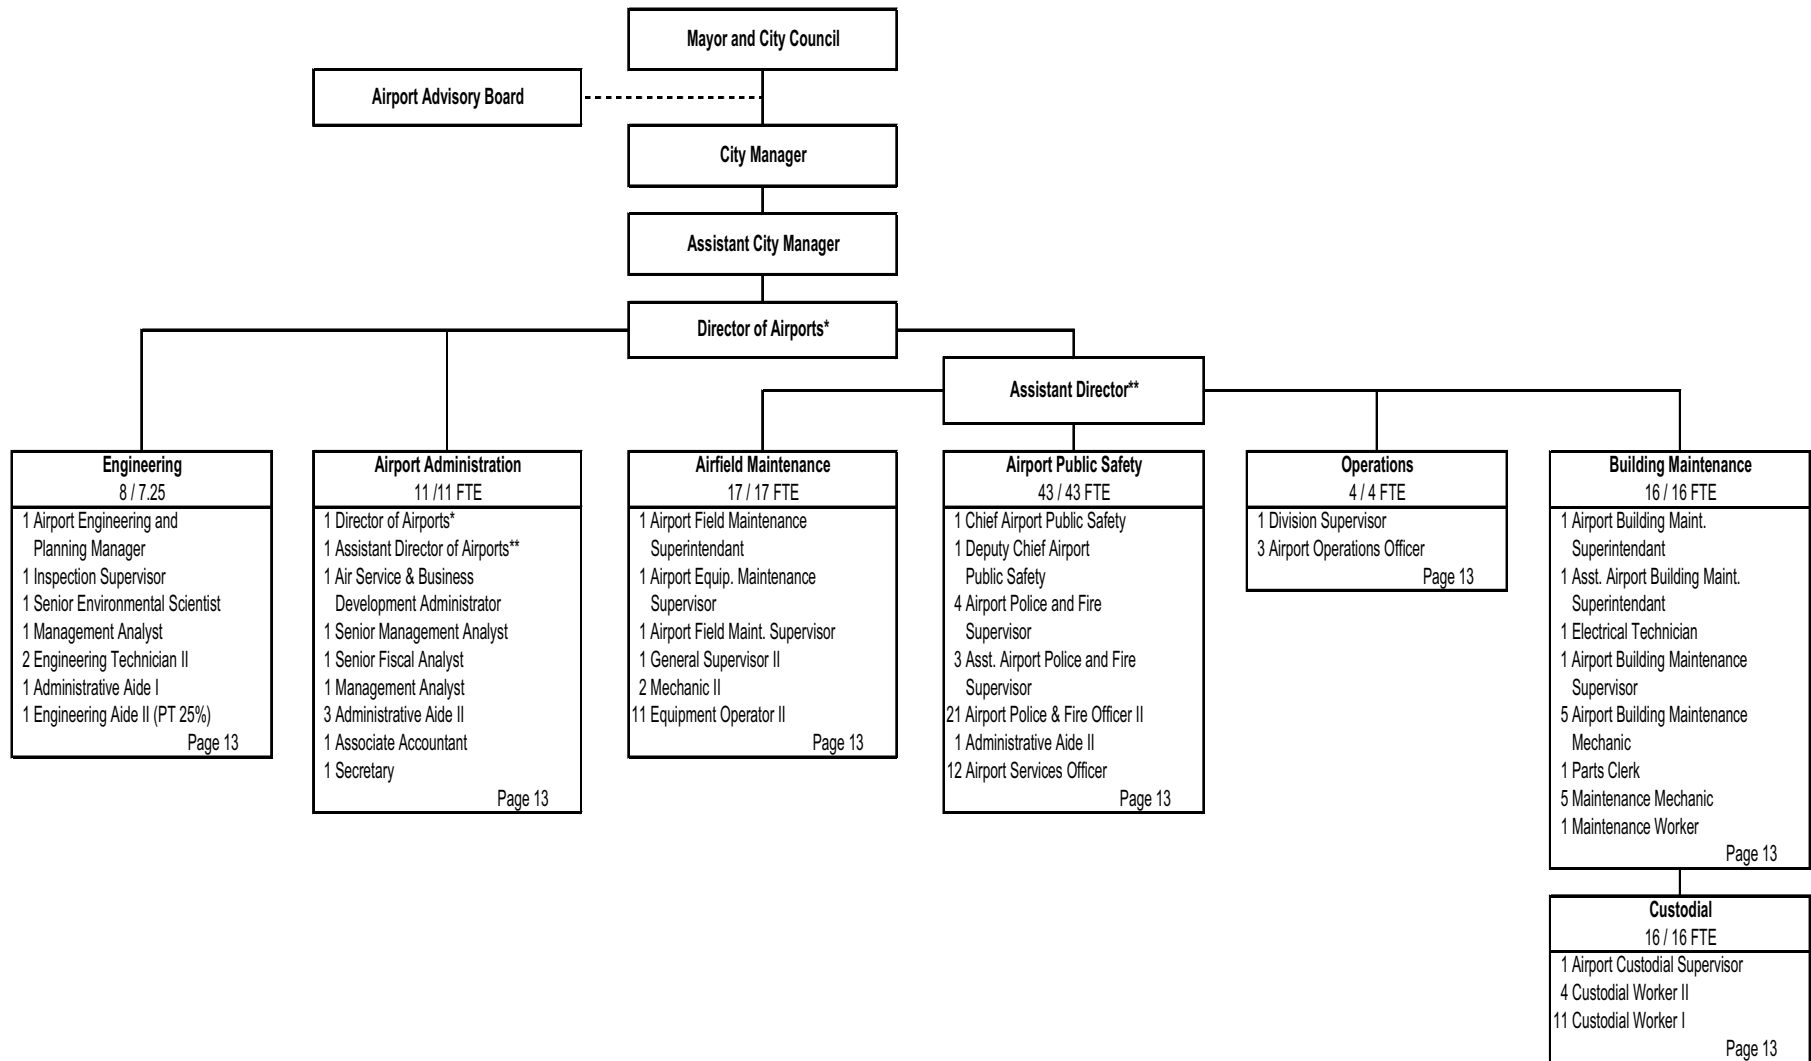 Mayor and City Council
Airport Advisory Board
City Manager
Assistant City Manager
Director of Airports*
Assistant Director**
Engineering
8 / 7.25
1 Airport Engineering and
Planning Manager
1 Inspection Supervisor
1 Senior Environmental Scientist
1 Management Analyst
2 Engineering Technician II
1 Administrative Aide I
1 Engineering Aide II (PT 25%)
Page 13
Airport Administration
11 /11 FTE
1 Director of Airports*
1 Assistant Director of Airports**
1 Air Service & Business
Development Administrator
1 Senior Management Analyst
1 Senior Fiscal Analyst
1 Management Analyst
3 Administrative Aide II
1 Associate Accountant
1 Secretary
Page 13
Airfield Maintenance
17 / 17 FTE
1 Airport Field Maintenance
Superintendant
1 Airport Equip. Maintenance
Supervisor
1 Airport Field Maint. Supervisor
1 General Supervisor II
2 Mechanic II
11 Equipment Operator II
Page 13
Airport Public Safety
43 / 43 FTE
1 Chief Airport Public Safety
1 Deputy Chief Airport
Public Safety
4 Airport Police and Fire
Supervisor
3 Asst. Airport Police and Fire
Supervisor
21 Airport Police & Fire Officer II
1 Administrative Aide II
12 Airport Services Officer
Page 13
Operations
4 / 4 FTE
1 Division Supervisor
3 Airport Operations Officer
Page 13
Building Maintenance
16 / 16 FTE
1 Airport Building Maint.
Superintendant
1 Asst. Airport Building Maint.
Superintendant
1 Electrical Technician
1 Airport Building Maintenance
Supervisor
5 Airport Building Maintenance
Mechanic
1 Parts Clerk
5 Maintenance Mechanic
1 Maintenance Worker
Page 13
Custodial
16 / 16 FTE
1 Airport Custodial Supervisor
4 Custodial Worker II
11 Custodial Worker I
Page 13